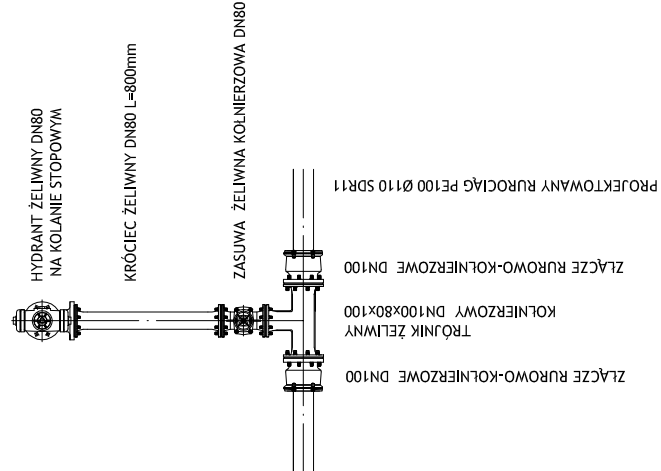 HYDRANT ŻELIWNY DN80
NA KOLANIE STOPOWYM
KRÓCIEC ŻELIWNY DN80 L=800mm
ZASUWA ŻELIWNA KOŁNIERZOWA DN80
PROJEKTOWANY RUROCIĄG PE100 Ø110 SDR11
ZŁĄCZE RUROWO-KOŁNIERZOWE DN100
TRÓJNIK ŻELIWNY
KOŁNIERZOWY DN100x80x100
ZŁĄCZE RUROWO-KOŁNIERZOWE DN100